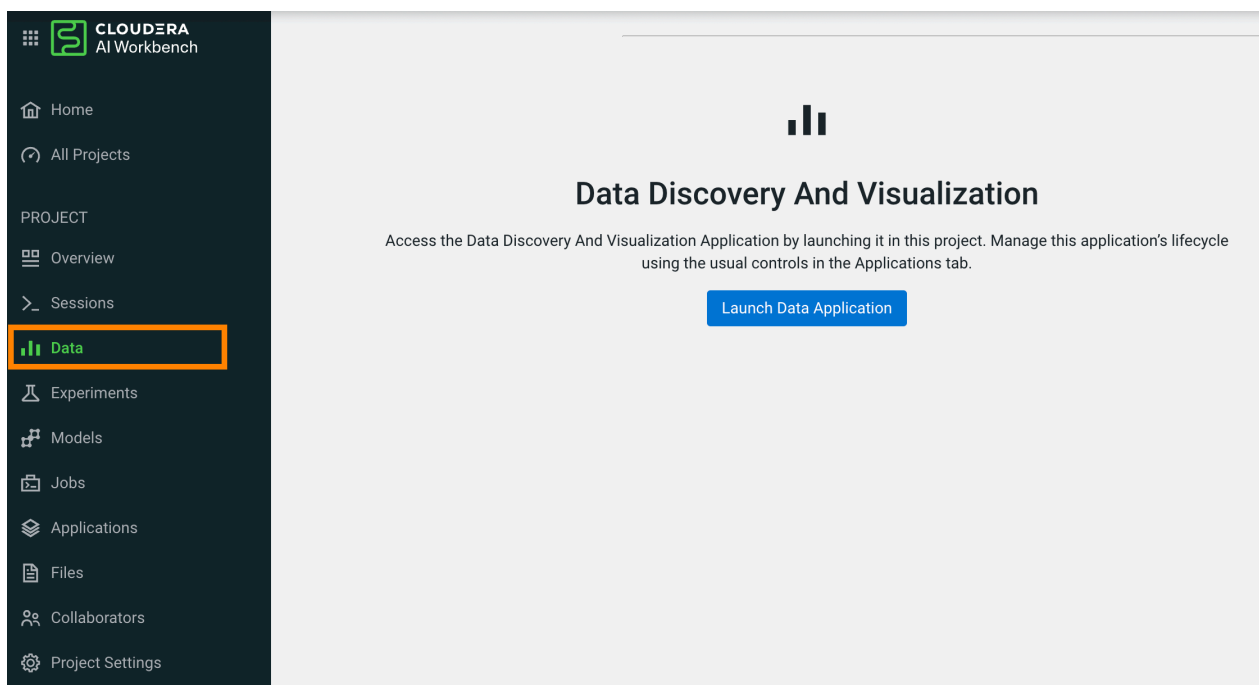 CLOUDERA
AI Workbench
Home
All Projects
PROJECT
Overview
Sessions
Data
Experiments
Models
Jobs
Applications
Files
Collaborators
Project Settings
Data Discovery And Visualization
Access the Data Discovery And Visualization Application by launching it in this project. Manage this application’s lifecycle
using the usual controls in the Applications tab.
Launch Data Application